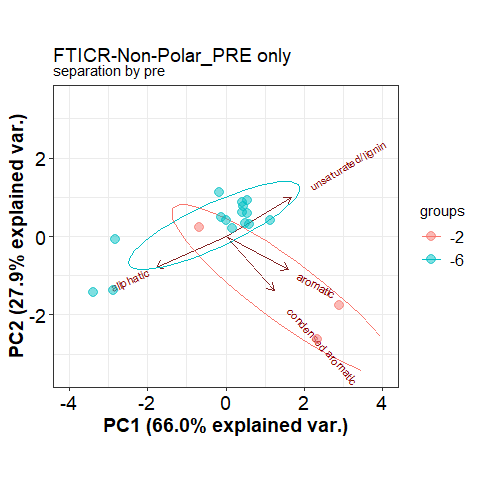 FTICR-Non-Polar_PRE only
separation by pre
PC2 (27.9% explained var.)
2
0
-2
unsaturated/lignin
aliphatic
aromatic
condensed aromatic
groups
-2
-6
-4
-2
0
2
4
PC1 (66.0% explained var.)